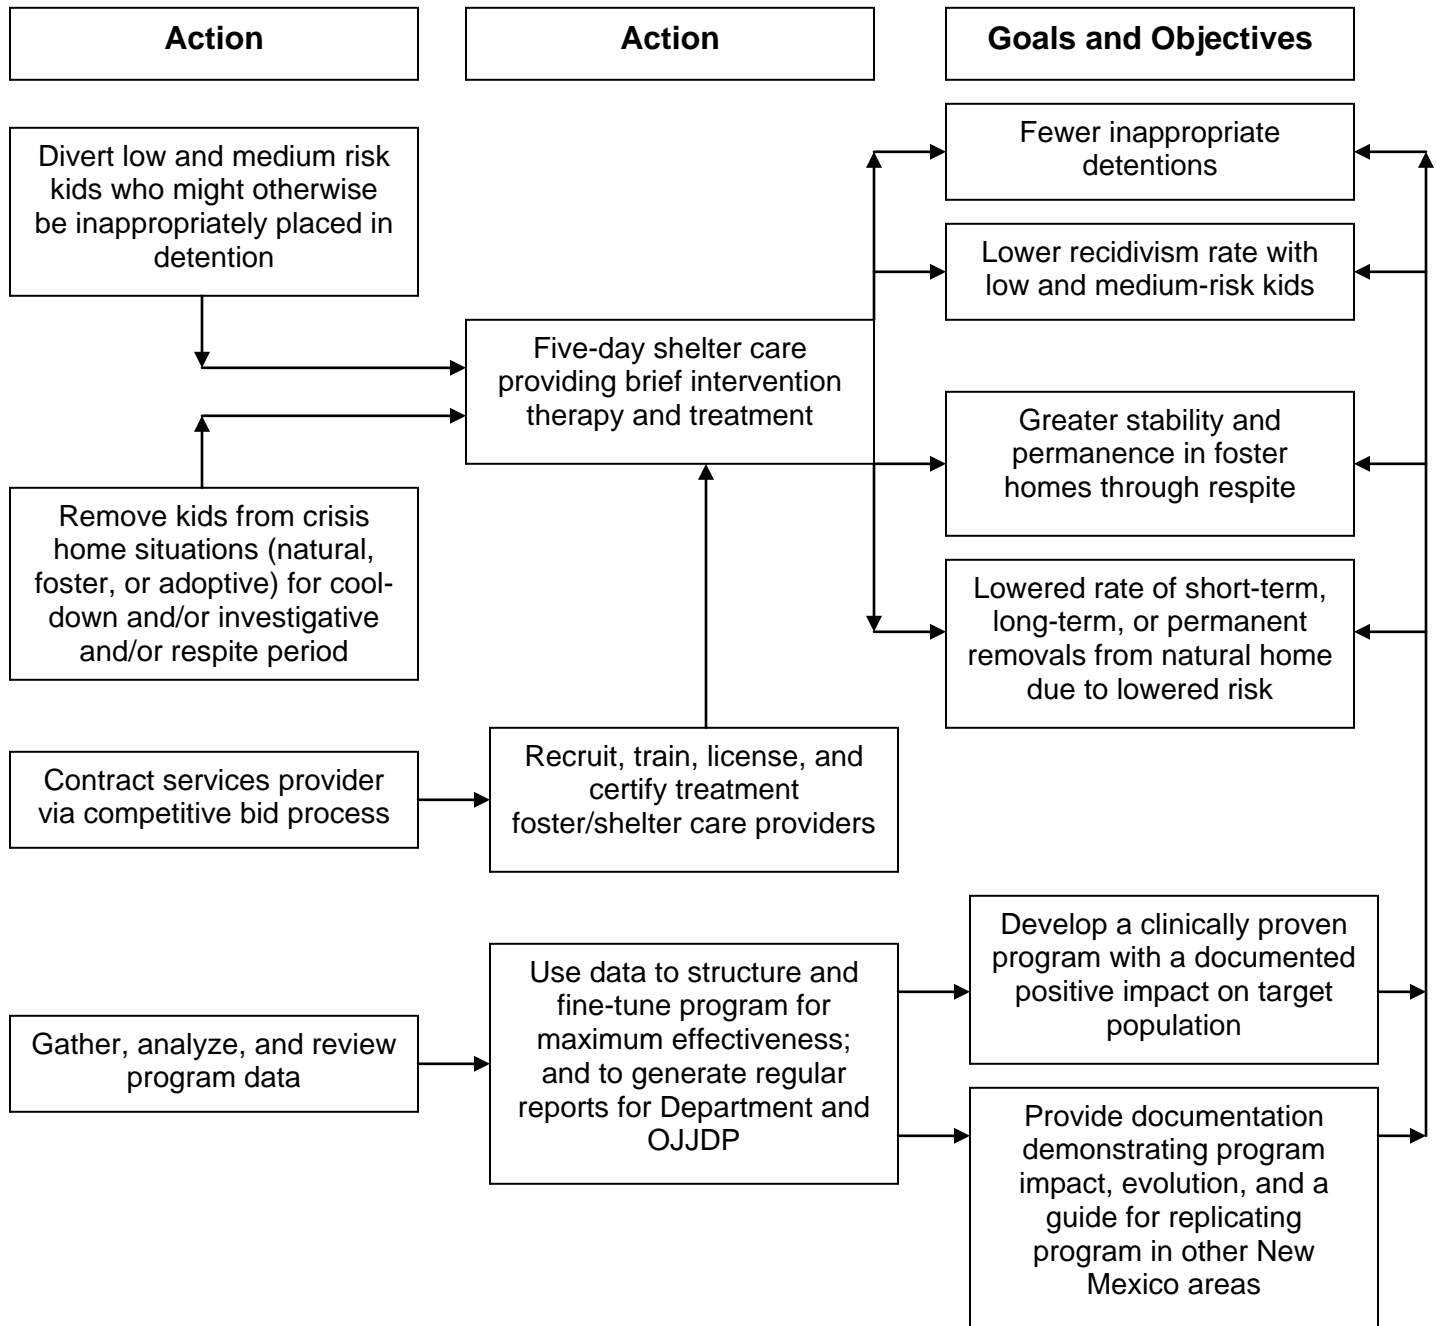 Action
Action
Goals and Objectives
Divert low and medium risk
kids who might otherwise
be inappropriately placed in
detention
Fewer inappropriate
detentions
Lower recidivism rate with
low and medium-risk kids
Five-day shelter care
providing brief intervention
therapy and treatment
Greater stability and
permanence in foster
homes through respite
Remove kids from crisis
home situations (natural,
foster, or adoptive) for cool-
down and/or investigative
and/or respite period
Lowered rate of short-term,
long-term, or permanent
removals from natural home
due to lowered risk
Contract services provider
via competitive bid process
Recruit, train, license, and
certify treatment
foster/shelter care providers
Gather, analyze, and review
program data
Use data to structure and
fine-tune program for
maximum effectiveness;
and to generate regular
reports for Department and
OJJDP
Develop a clinically proven
program with a documented
positive impact on target
population
Provide documentation
demonstrating program
impact, evolution, and a
guide for replicating
program in other New
Mexico areas